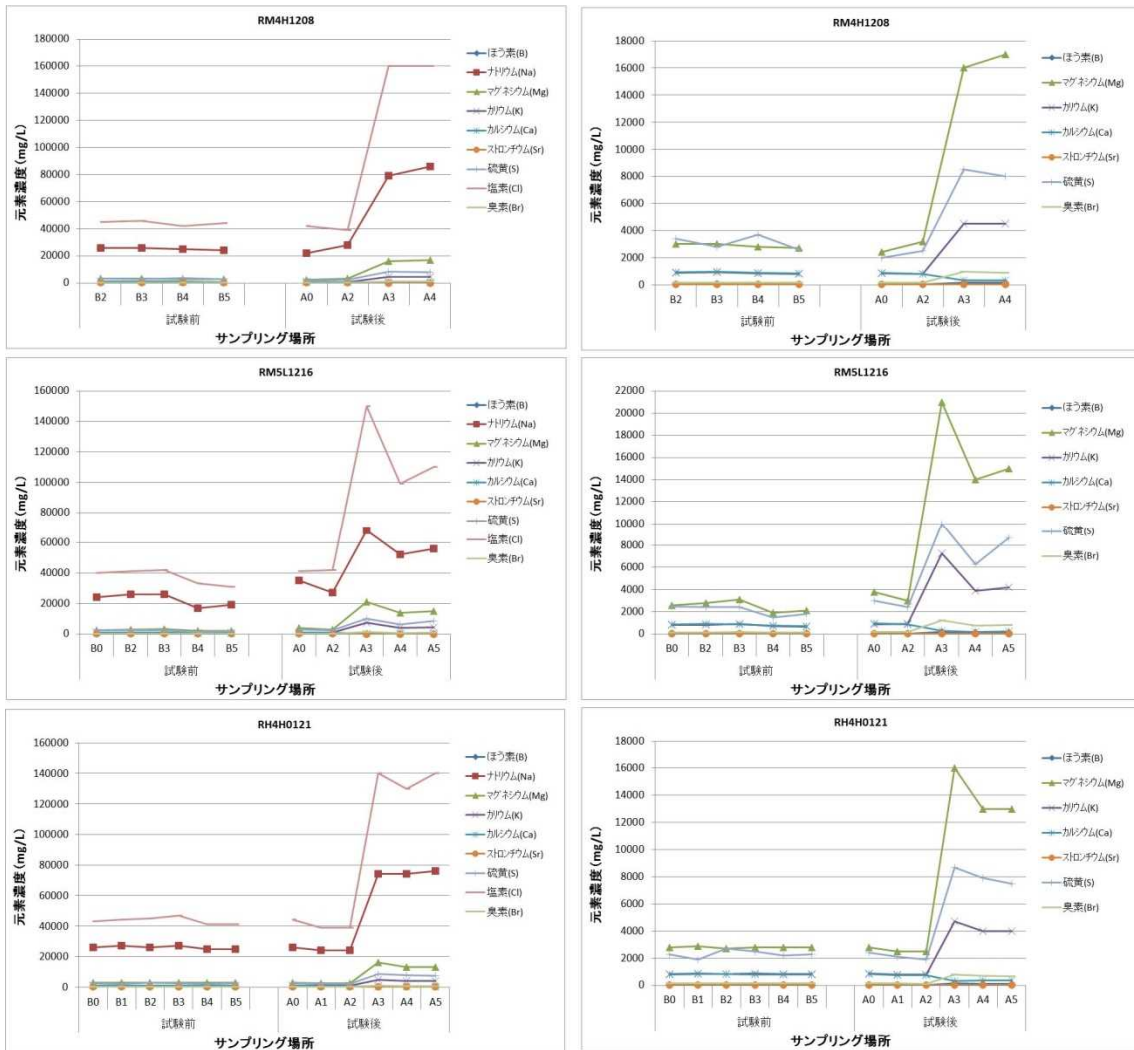 RM4H1208
元素濃度(mg/L)
180000
160000
140000
120000
100000
80000
60000
40000
20000
0
B2 B3 B4 B5 A0 A2 A3 A4
試験前 試験後
サンプリング場所
ほう素(B)
ナトリウム(Na)
マグネシウム(Mg)
カリウム(K)
カルシウム(Ca)
ストロンチウム(Sr)
硫黄(S)
塩素(Cl)
臭素(Br)
RM4H1208
元素濃度(mg/L)
18000
16000
14000
12000
10000
8000
6000
4000
2000
0
B2 B3 B4 B5 A0 A2 A3 A4
試験前 試験後
サンプリング場所
ほう素(B)
マグネシウム(Mg)
カリウム(K)
カルシウム(Ca)
ストロンチウム(Sr)
硫黄(S)
臭素(Br)
RM5L1216
元素濃度(mg/L)
160000
140000
120000
100000
80000
60000
40000
20000
0
B0 B2 B3 B4 B5 A0 A2 A3 A4 A5
試験前 試験後
サンプリング場所
ほう素(B)
ナトリウム(Na)
マグネシウム(Mg)
カリウム(K)
カルシウム(Ca)
ストロンチウム(Sr)
硫黄(S)
塩素(Cl)
臭素(Br)
RM5L1216
元素濃度(mg/L)
22000
20000
18000
16000
14000
12000
10000
8000
6000
4000
2000
0
B0 B2 B3 B4 B5 A0 A2 A3 A4 A5
試験前 試験後
サンプリング場所
ほう素(B)
マグネシウム(Mg)
カリウム(K)
カルシウム(Ca)
ストロンチウム(Sr)
硫黄(S)
臭素(Br)
RH4H0121
元素濃度(mg/L)
160000
140000
120000
100000
80000
60000
40000
20000
0
B0 B1 B2 B3 B4 B5 A0 A1 A2 A3 A4 A5
試験前 試験後
サンプリング場所
ほう素(B)
ナトリウム(Na)
マグネシウム(Mg)
カリウム(K)
カルシウム(Ca)
ストロンチウム(Sr)
硫黄(S)
塩素(Cl)
臭素(Br)
RH4H0121
元素濃度(mg/L)
18000
16000
14000
12000
10000
8000
6000
4000
2000
0
B0 B1 B2 B3 B4 B5 A0 A1 A2 A3 A4 A5
試験前 試験後
サンプリング場所
ほう素(B)
マグネシウム(Mg)
カリウム(K)
カルシウム(Ca)
ストロンチウム(Sr)
硫黄(S)
臭素(Br)